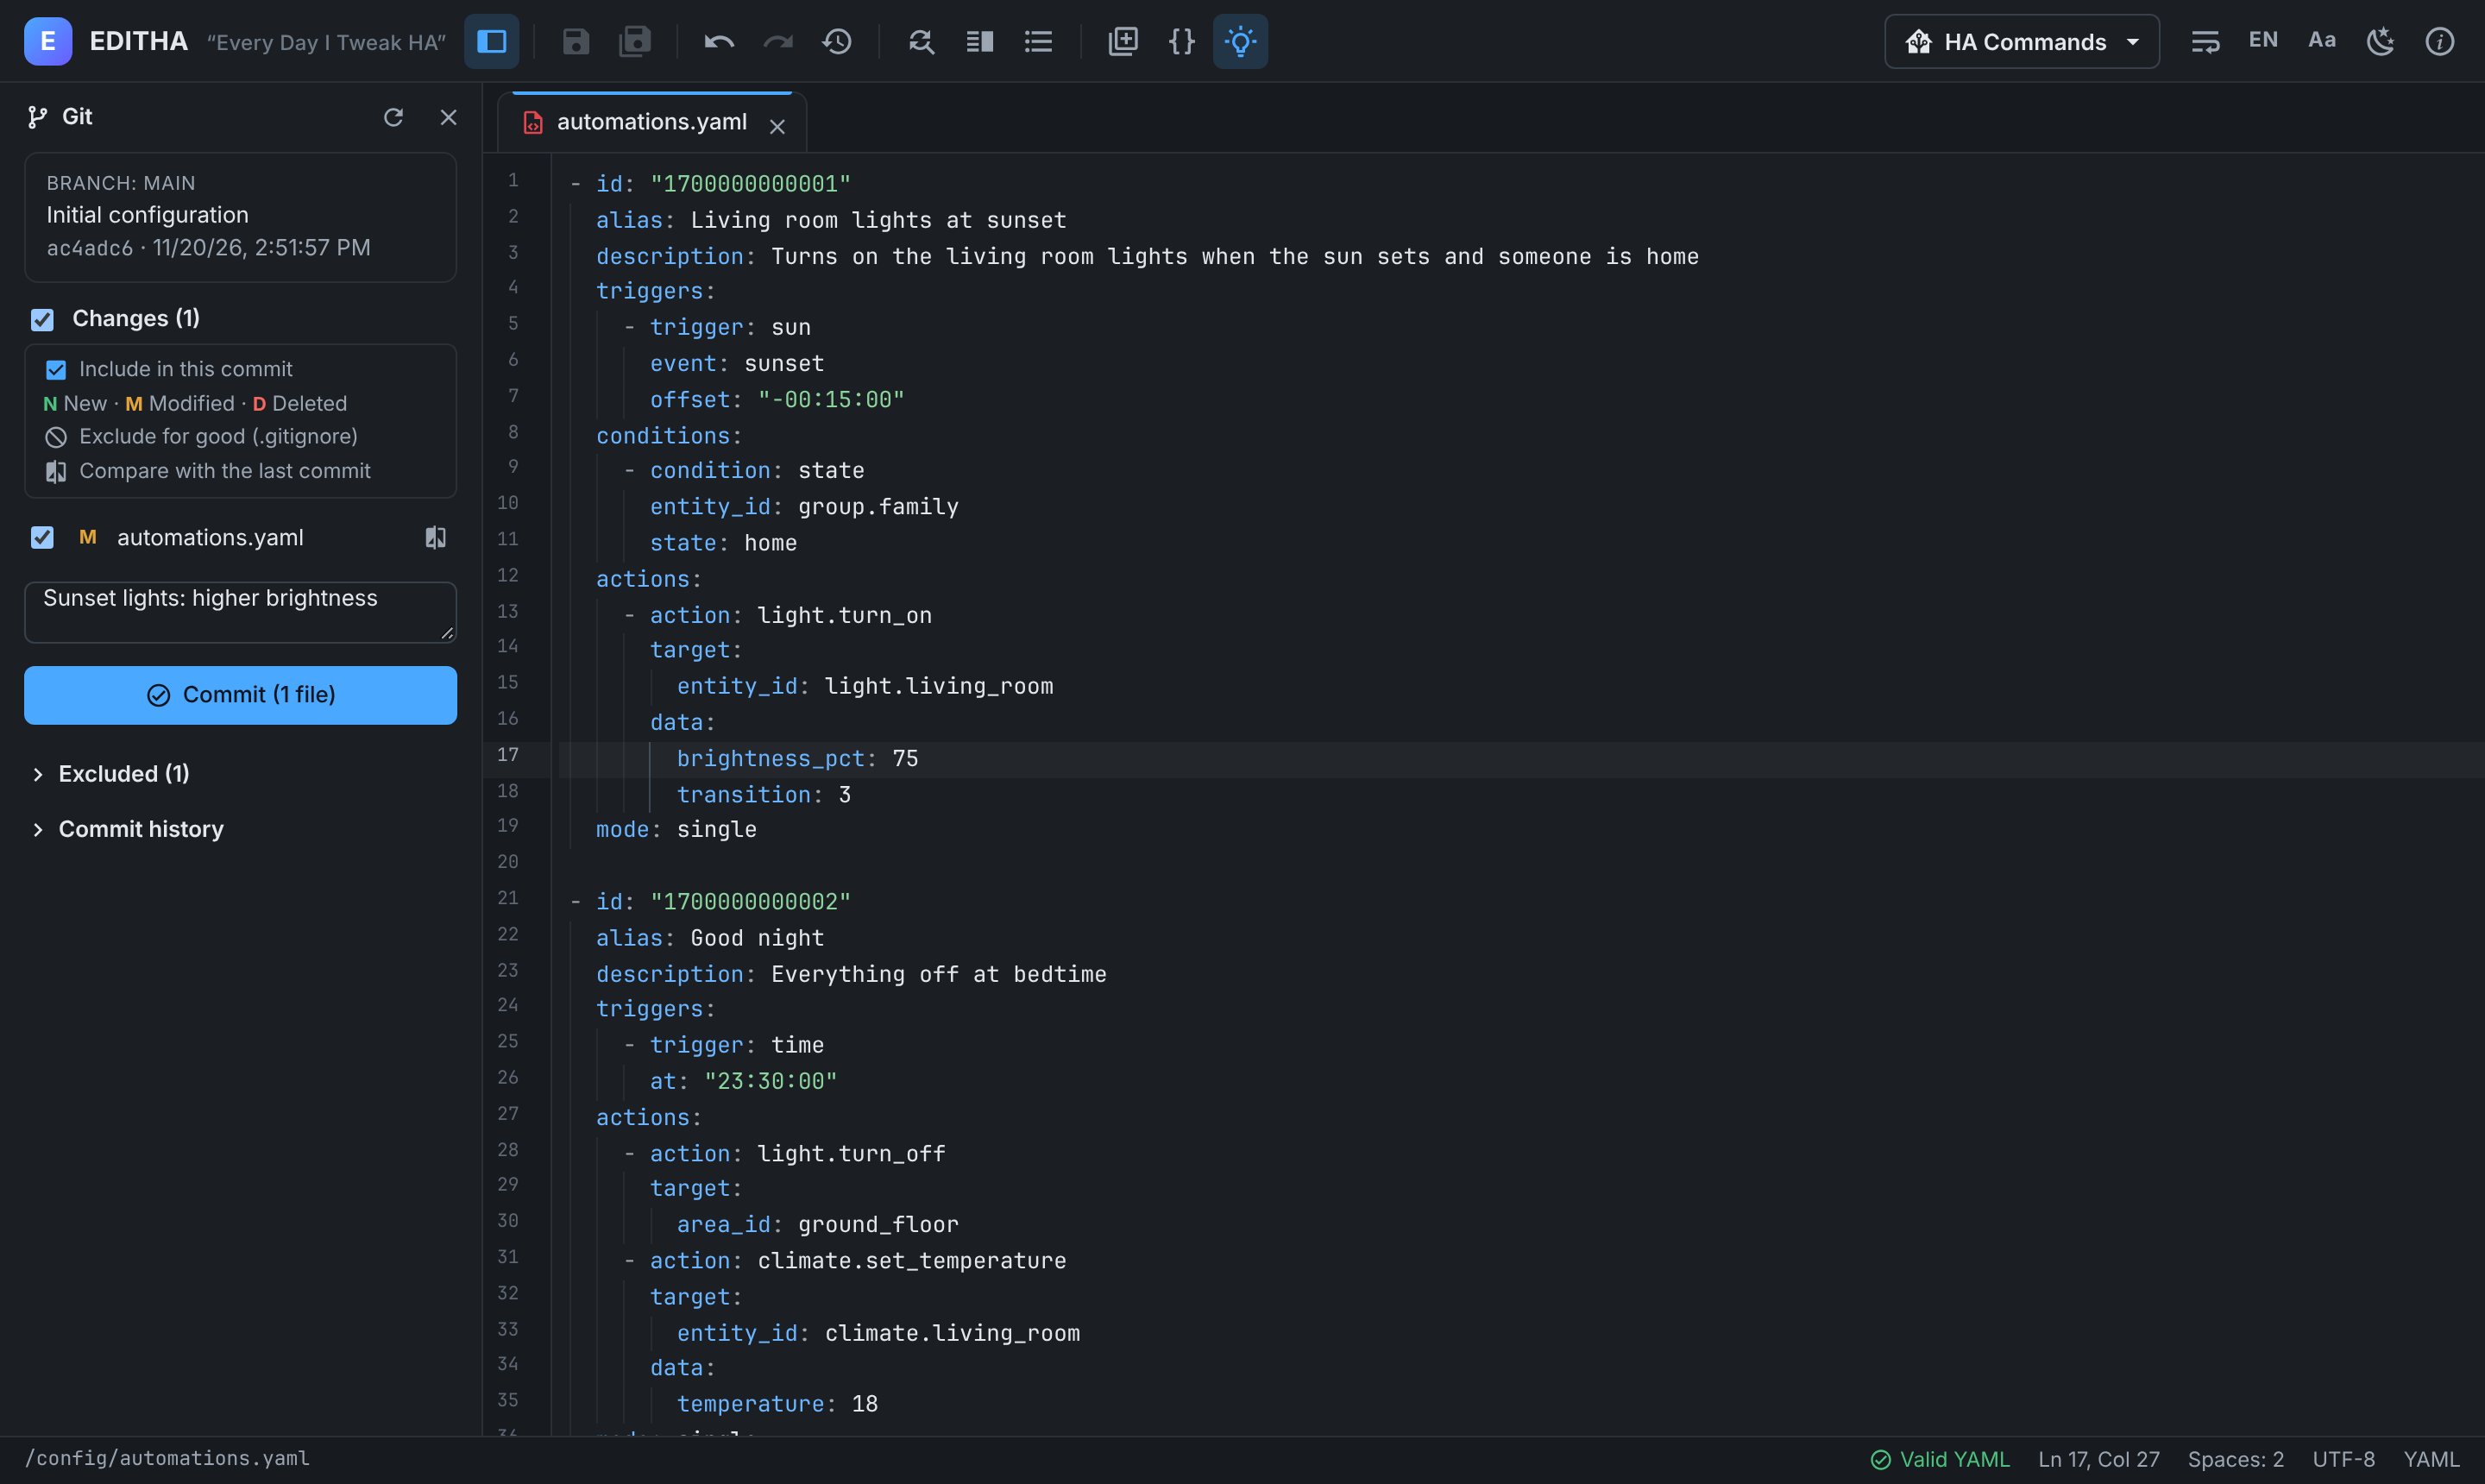 E EDITHA “Every Day I Tweak HA” HA Commands EN Aa
Git
BRANCH: MAIN
Initial configuration
ac4adc6 · 11/20/26, 2:51:57 PM
Changes (1)
Include in this commit
N New · M Modified · D Deleted
Exclude for good (.gitignore)
Compare with the last commit
M automations.yaml
Sunset lights: higher brightness
Commit (1 file)
Excluded (1)
Commit history
automations.yaml
1 - id: "1700000000001"
2 alias: Living room lights at sunset
3 description: Turns on the living room lights when the sun sets and someone is home
4 triggers:
5 - trigger: sun
6 event: sunset
7 offset: "-00:15:00"
8 conditions:
9 - condition: state
10 entity_id: group.family
11 state: home
12 actions:
13 - action: light.turn_on
14 target:
15 entity_id: light.living_room
16 data:
17 brightness_pct: 75
18 transition: 3
19 mode: single
20
21 - id: "1700000000002"
22 alias: Good night
23 description: Everything off at bedtime
24 triggers:
25 - trigger: time
26 at: "23:30:00"
27 actions:
28 - action: light.turn_off
29 target:
30 area_id: ground_floor
31 - action: climate.set_temperature
32 target:
33 entity_id: climate.living_room
34 data:
35 temperature: 18
/config/automations.yaml Valid YAML Ln 17, Col 27 Spaces: 2 UTF-8 YAML